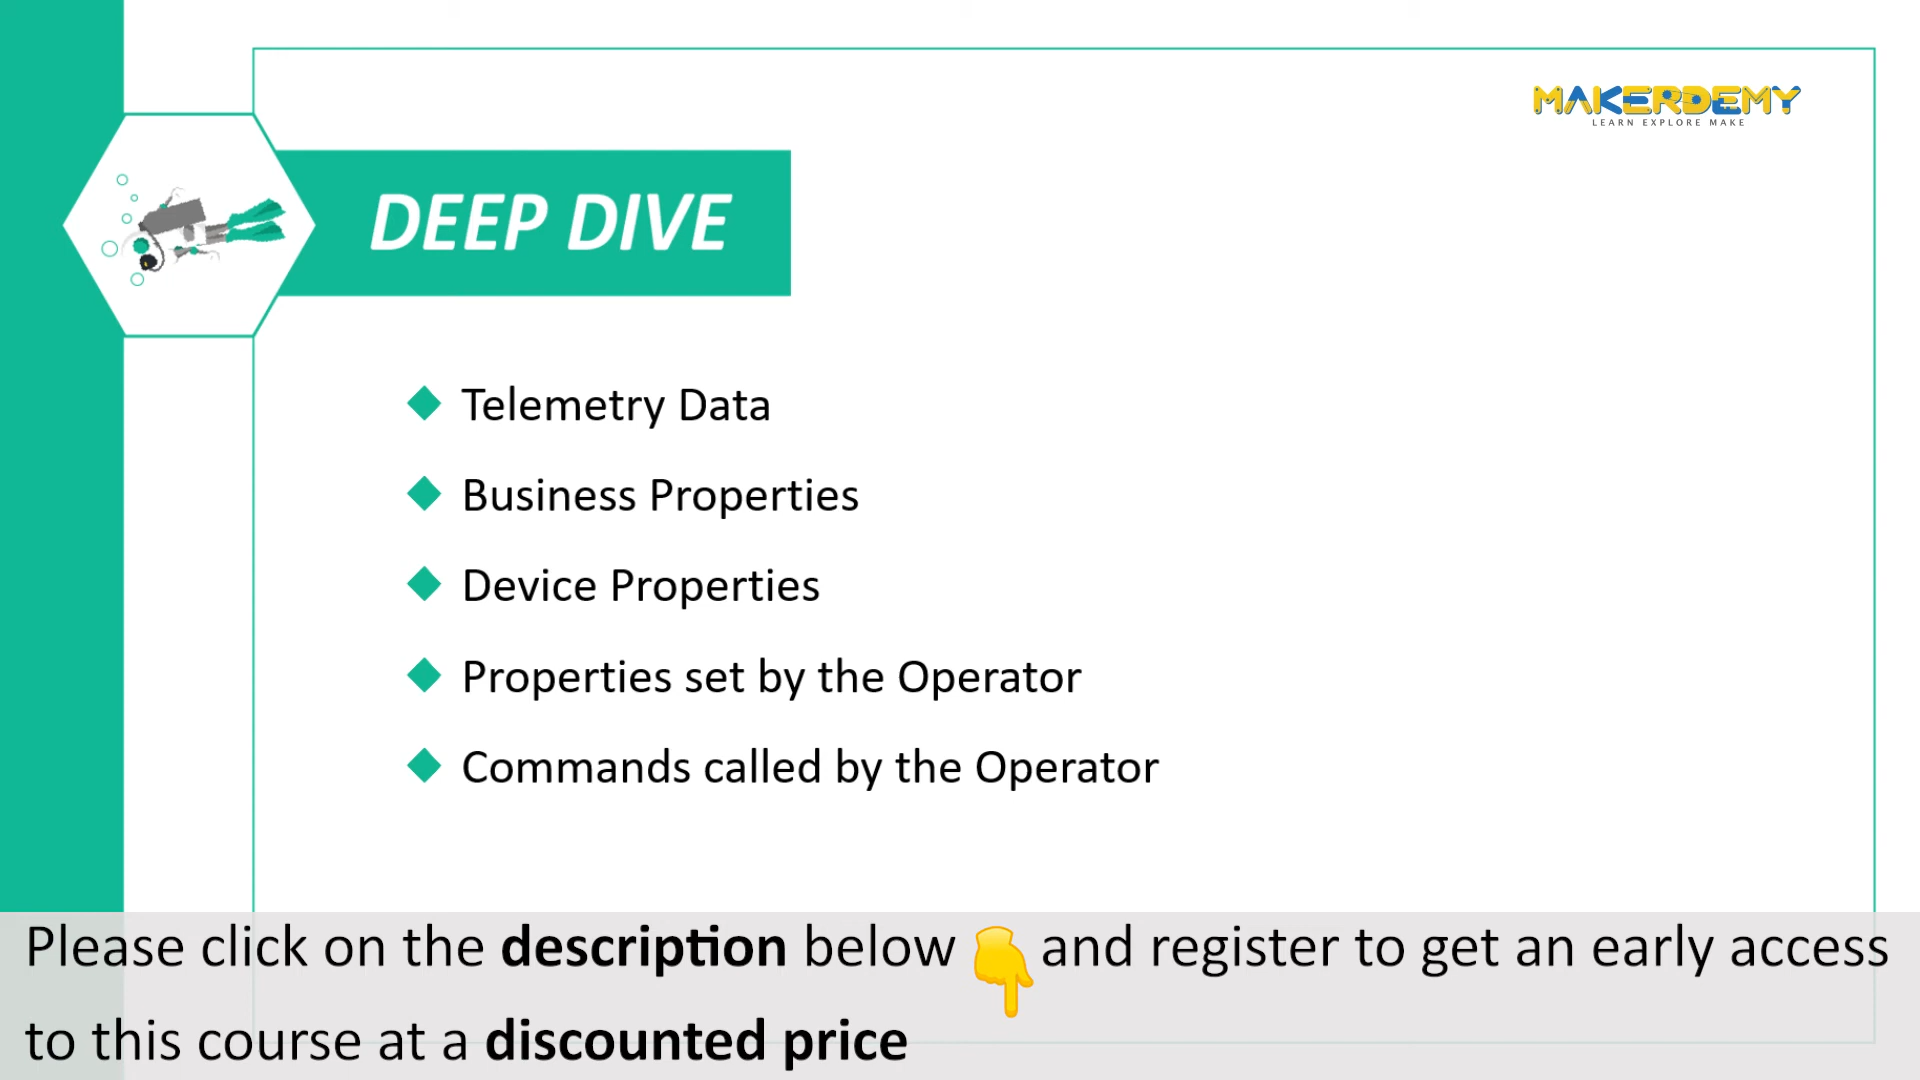 MAKERDEMY
LEARN EXPLORE MAKE
DEEP DIVE
Telemetry Data
Business Properties
Device Properties
Properties set by the Operator
Commands called by the Operator
Please click on the description below 👇 and register to get an early access
to this course at a discounted price